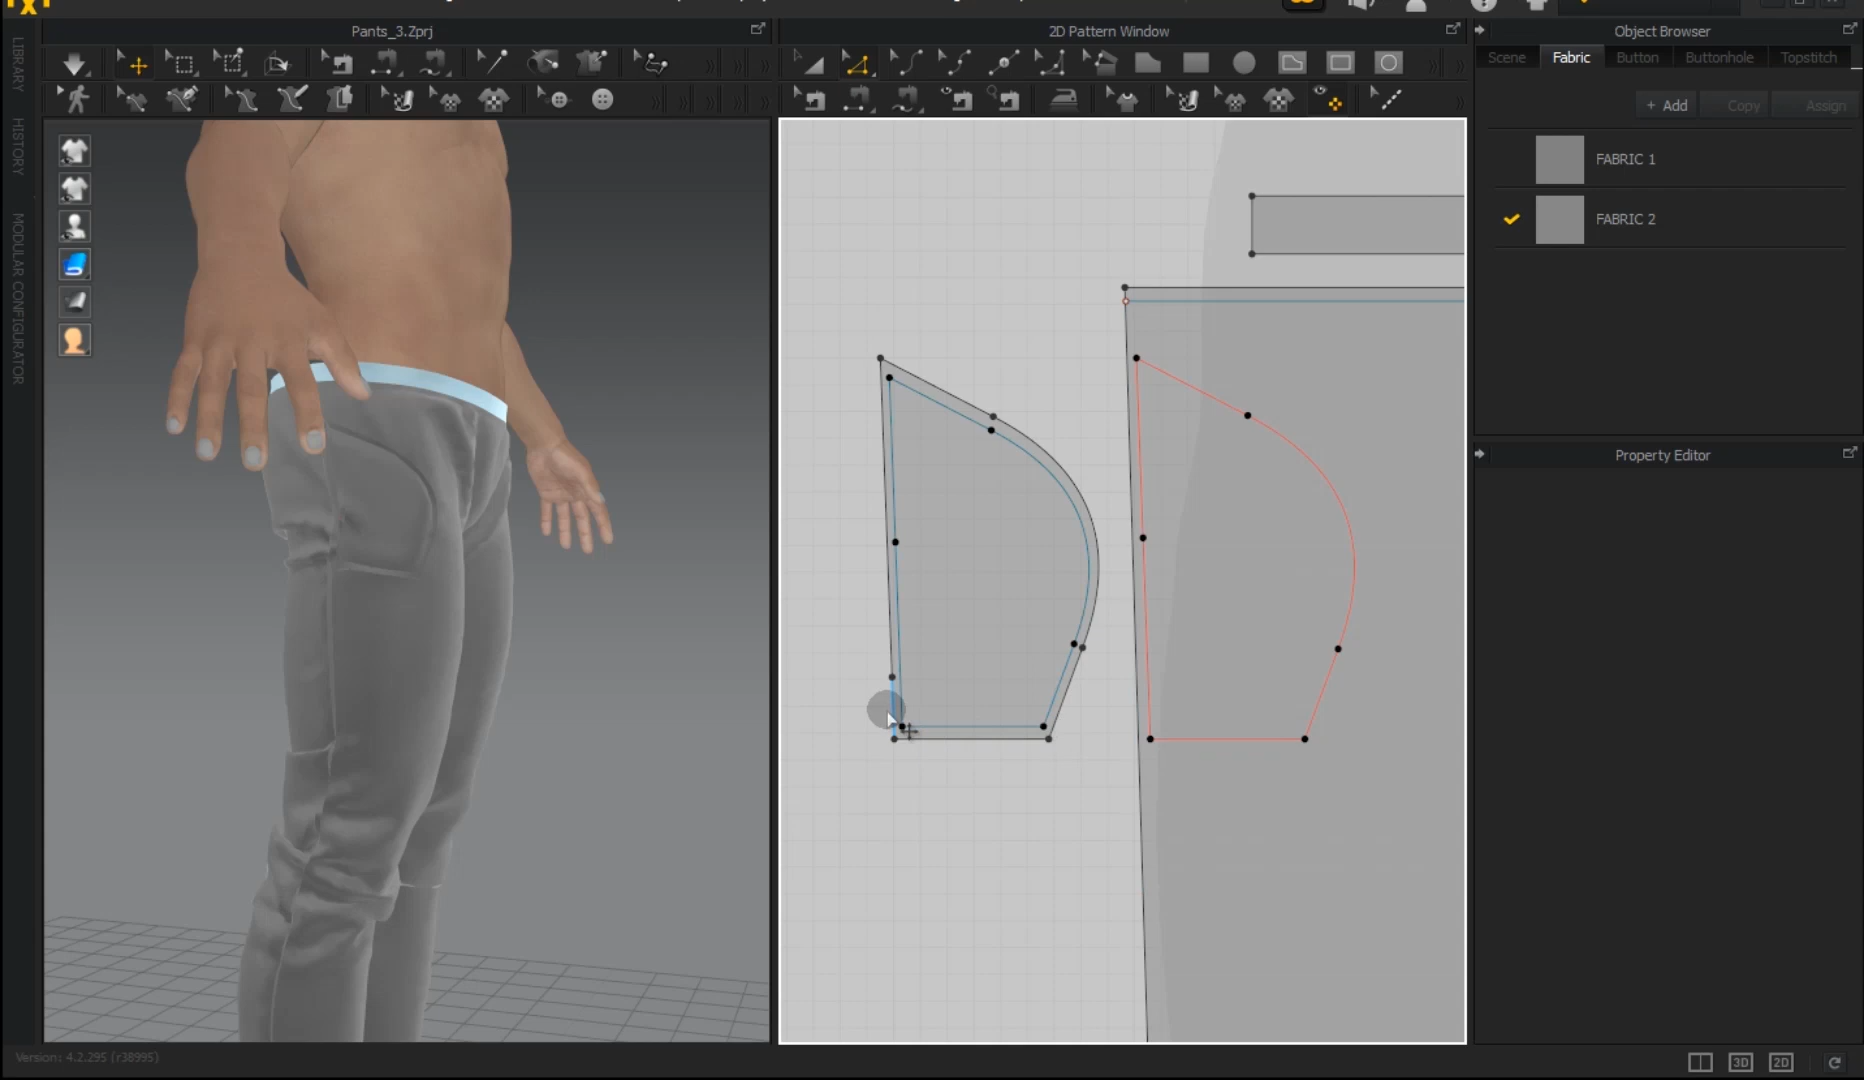 Pants_3.Zprj
2D Pattern Window
Object Browser
LIBRARY
HISTORY
MODULAR CONFIGURATOR
Scene
Fabric
Button
Buttonhole
Topstitch
+ Add
Copy
Assign
FABRIC 1
FABRIC 2
Property Editor
Version: 4.2.295 (r38995)
3D
2D